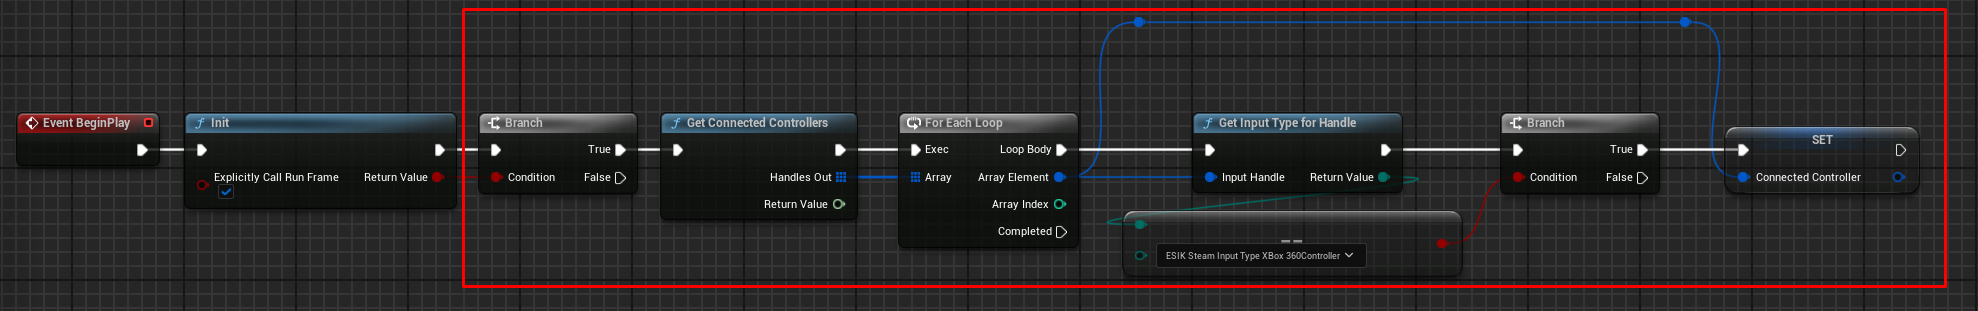 Event BeginPlay
Init
Explicitly Call Run Frame
Return Value
Branch
True
Condition
False
Get Connected Controllers
Handles Out
Return Value
For Each Loop
Exec
Loop Body
Array
Array Element
Array Index
Completed
Get Input Type for Handle
Input Handle
Return Value
==
ESIK Steam Input Type XBox 360Controller
Branch
True
Condition
False
SET
Connected Controller